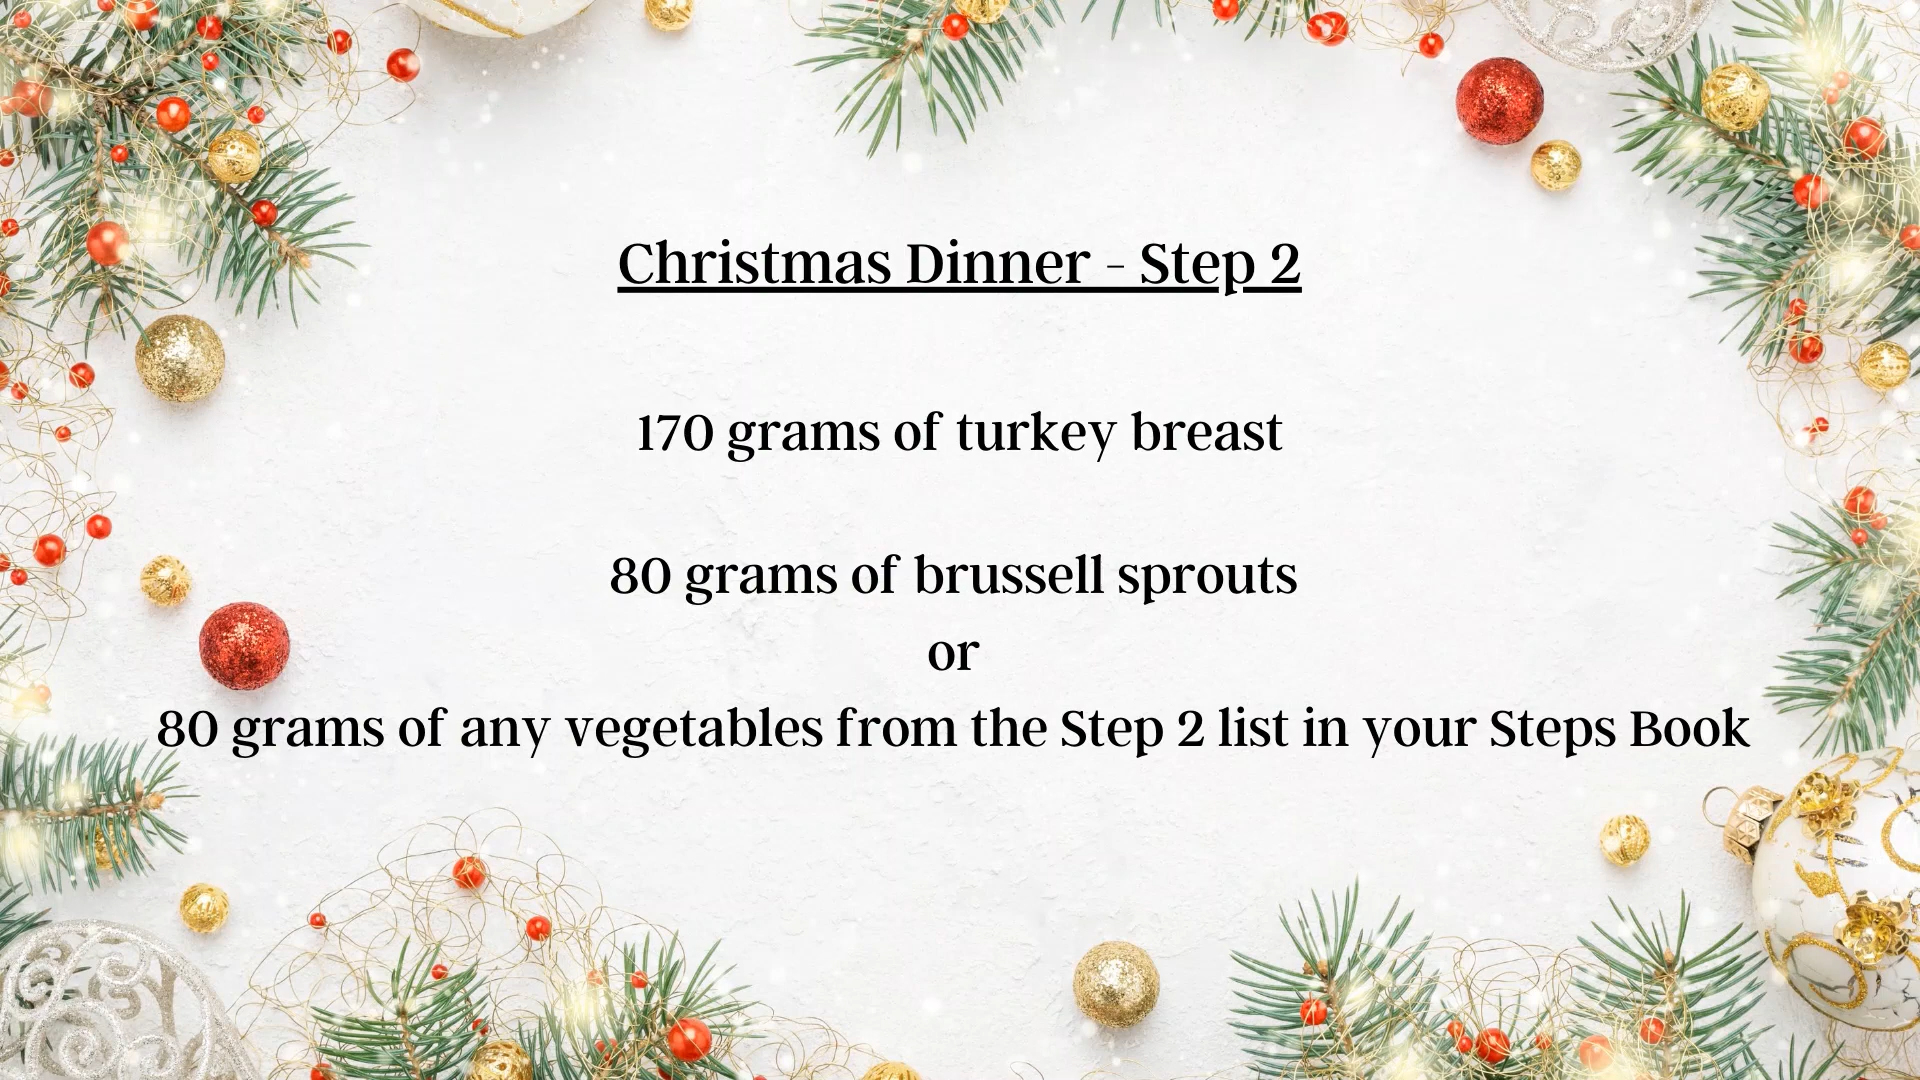 Christmas Dinner - Step 2
170 grams of turkey breast
80 grams of brussell sprouts
or
80 grams of any vegetables from the Step 2 list in your Steps Book